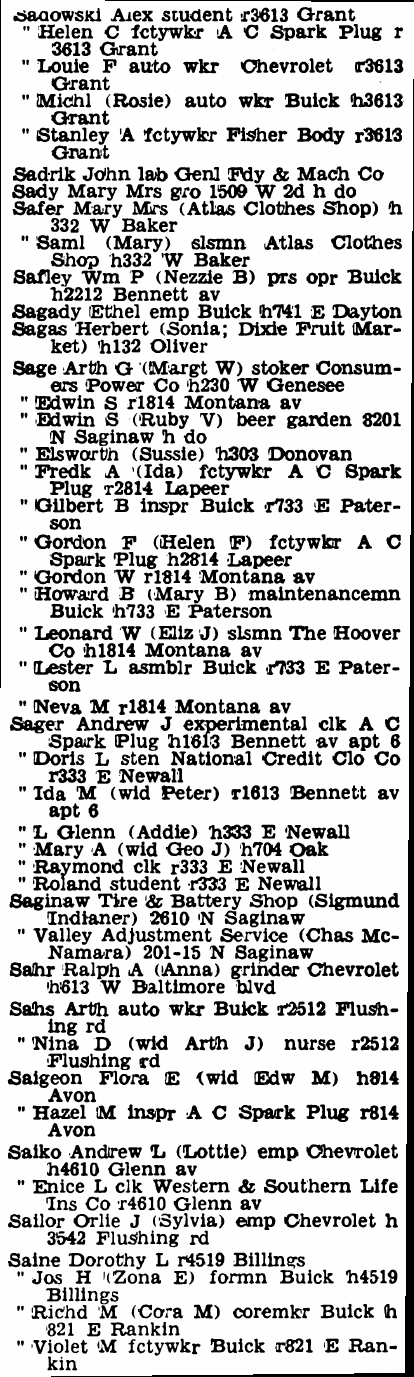 Sadowski Alex student r3613 Grant
" Helen C fctywkr A C Spark Plug r
3613 Grant
" Louie F auto wkr Chevrolet r3613
Grant
" Michl (Rosie) auto wkr Buick h3613
Grant
" Stanley A fctywkr Fisher Body r3613
Grant
Sadrik John lab Genl Fdy & Mach Co
Sady Mary Mrs gro 1509 W 2d h do
Safer Mary Mrs (Atlas Clothes Shop) h
332 W Baker
" Saml (Mary) slsmn Atlas Clothes
Shop h332 W Baker
Safley Wm P (Nezzie B) prs opr Buick
h2212 Bennett av
Sagady Ethel emp Buick h741 E Dayton
Sagas Herbert (Sonia; Dixie Fruit Mar-
ket) h132 Oliver
Sage Arth G (Margt W) stoker Consum-
ers Power Co h230 W Genesee
" Edwin S r1814 Montana av
" Edwin S (Ruby V) beer garden 8201
N Saginaw h do
" Elsworth (Sussie) h303 Donovan
" Fredk A (Ida) fctywkr A C Spark
Plug r2814 Lapeer
" Gilbert B inspr Buick r733 E Pater-
son
" Gordon F (Helen F) fctywkr A C
Spark Plug h2814 Lapeer
" Gordon W r1814 Montana av
" Howard B (Mary B) maintenancemn
Buick h733 E Paterson
" Leonard W (Eliz J) slsmn The Hoover
Co h1814 Montana av
" Lester L asmblr Buick r733 E Pater-
son
" Neva M r1814 Montana av
Sager Andrew J experimental clk A C
Spark Plug h1613 Bennett av apt 6
" Doris L sten National Credit Clo Co
r333 E Newall
" Ida M (wid Peter) r1613 Bennett av
apt 6
" L Glenn (Addie) h333 E Newall
" Mary A (wid Geo J) h704 Oak
" Raymond clk r333 E Newall
" Roland student r333 E Newall
Saginaw Tire & Battery Shop (Sigmund
Indianer) 2610 N Saginaw
" Valley Adjustment Service (Chas Mc-
Namara) 201-15 N Saginaw
Sahr Ralph A (Anna) grinder Chevrolet
h613 W Baltimore blvd
Sahs Arth auto wkr Buick r2512 Flush-
ing rd
" Nina D (wid Arth J) nurse r2512
Flushing rd
Saigeon Flora E (wid Edw M) h814
Avon
" Hazel M inspr A C Spark Plug r814
Avon
Saiko Andrew L (Lottie) emp Chevrolet
h4610 Glenn av
" Enice L clk Western & Southern Life
Ins Co r4610 Glenn av
Sailor Orlie J (Sylvia) emp Chevrolet h
3542 Flushing rd
Saine Dorothy L r4519 Billings
" Jos H (Zona E) formn Buick h4519
Billings
" Richd M (Cora M) coremkr Buick h
821 E Rankin
" Violet M fctywkr Buick r821 E Ran-
kin